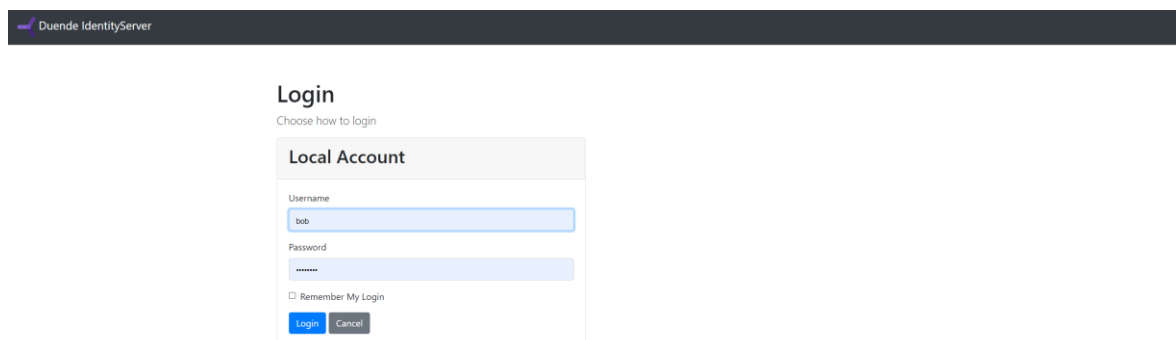 Duende IdentityServer
Login
Choose how to login
Local Account
Username
bob
Password
••••••••
Remember My Login
Login Cancel